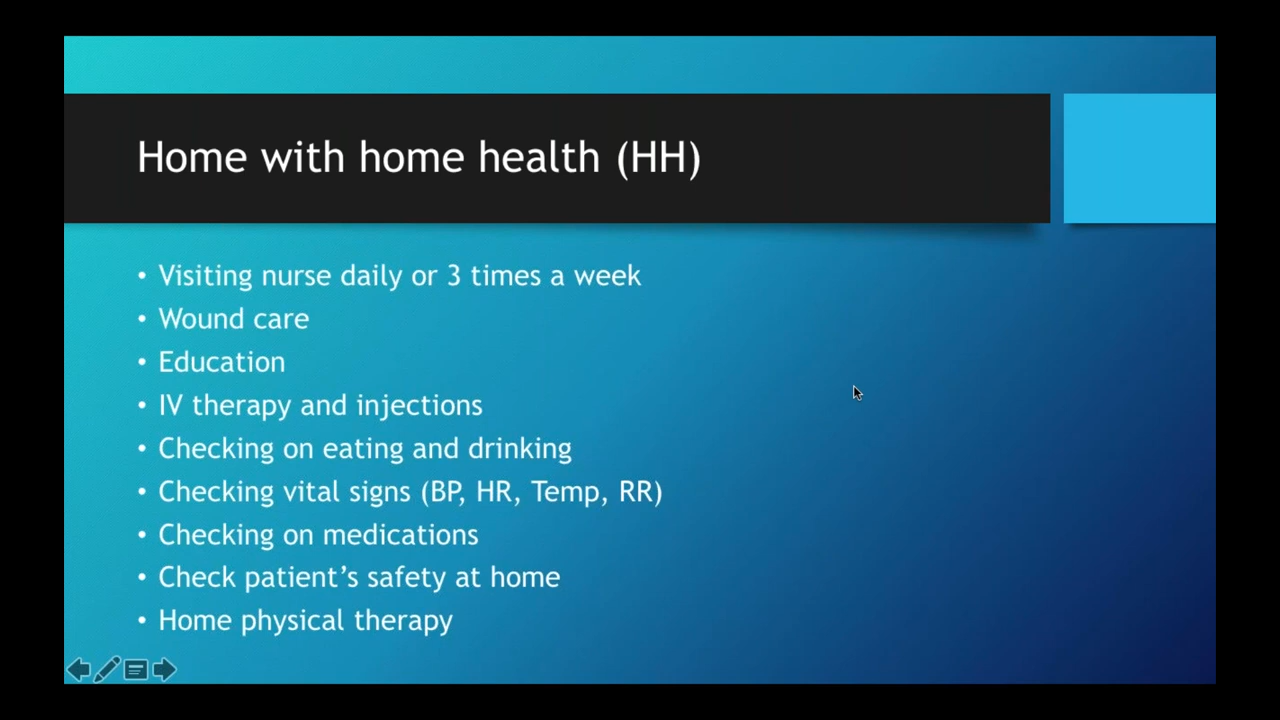 Home with home health (HH)
• Visiting nurse daily or 3 times a week
• Wound care
• Education
• IV therapy and injections
• Checking on eating and drinking
• Checking vital signs (BP, HR, Temp, RR)
• Checking on medications
• Check patient’s safety at home
• Home physical therapy